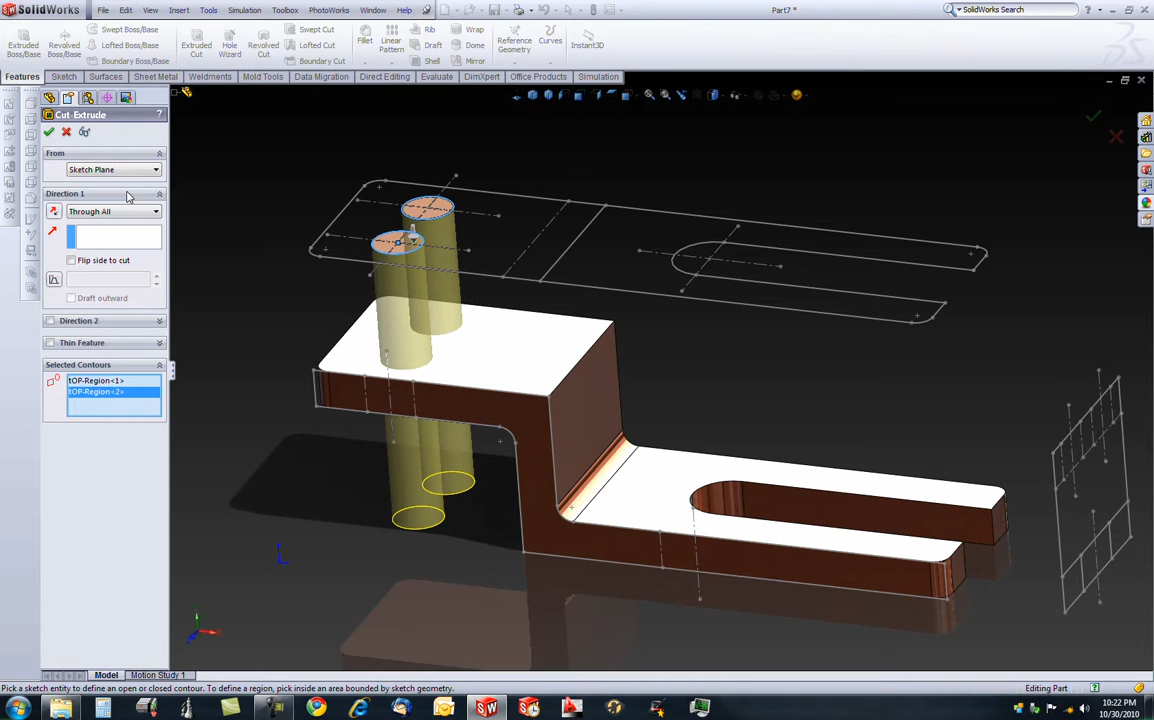 SolidWorks File Edit View Insert Tools Simulation Toolbox PhotoWorks Window Help Part7 * SolidWorks Search
Extruded Boss/Base Revolved Boss/Base Swept Boss/Base Lofted Boss/Base Boundary Boss/Base Extruded Cut Hole Wizard Revolved Cut Swept Cut Lofted Cut Boundary Cut Fillet Linear Pattern Rib Draft Shell Wrap Dome Mirror Reference Geometry Curves Instant3D
Features Sketch Surfaces Sheet Metal Weldments Mold Tools Data Migration Direct Editing Evaluate DimXpert Office Products Simulation
Cut-Extrude ?
From
Sketch Plane
Direction 1
Through All
Flip side to cut
Draft outward
Direction 2
Thin Feature
Selected Contours
tOP-Region<1>
tOP-Region<2>
Model Motion Study 1
Pick a sketch entity to define an open or closed contour. To define a region, pick inside an area bounded by sketch geometry. Editing Part
10:22 PM
10/30/2010